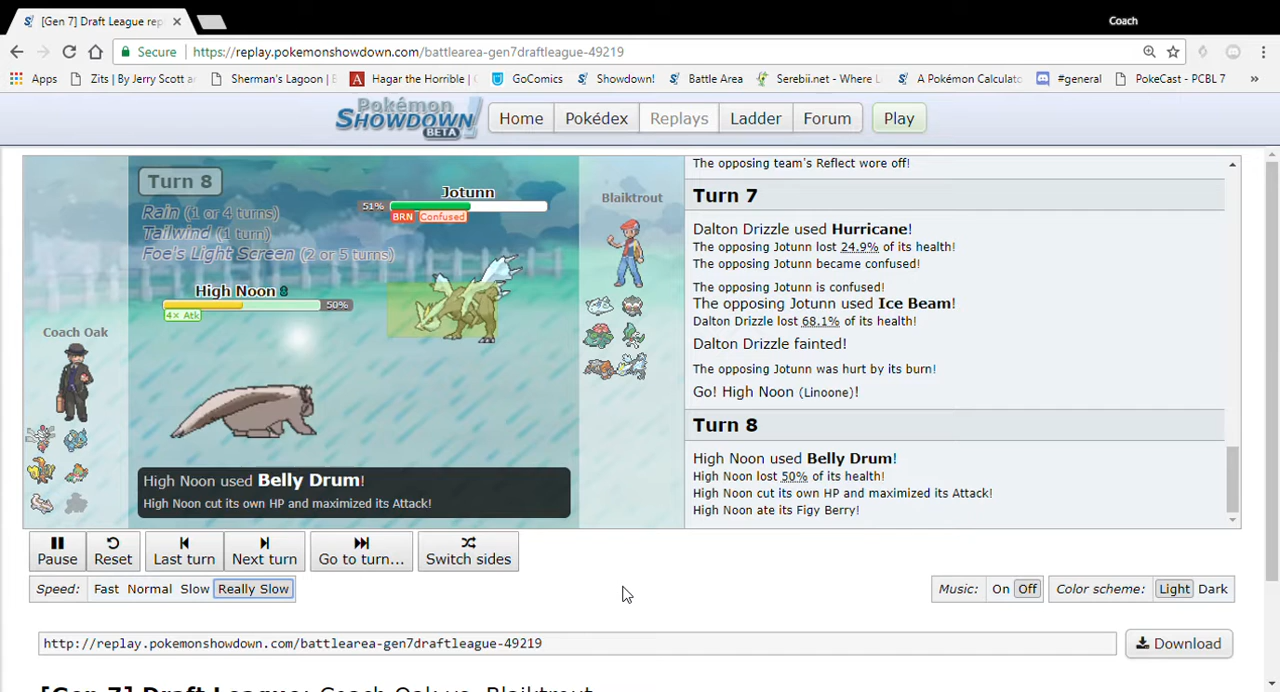 Coach
[Gen 7] Draft League rep
Secure
https://replay.pokemonshowdown.com/battlearea-gen7draftleague-49219
Apps
Zits | By Jerry Scott a
Sherman's Lagoon |
Hagar the Horrible |
GoComics
Showdown!
Battle Area
Serebii.net - Where L
A Pokémon Calculato
#general
PokeCast - PCBL 7
»
Pokémon
SHOWDOWN
BETA
Home
Pokédex
Replays
Ladder
Forum
Play
Turn 8
Rain (1 or 4 turns)
Tailwind (1 turn)
Foe's Light Screen (2 or 5 turns)
Jotunn
51%
BRN
Confused
High Noon
50%
4× Atk
Coach Oak
Blaiktrout
High Noon used Belly Drum!
High Noon cut its own HP and maximized its Attack!
The opposing team's Reflect wore off!
Turn 7
Dalton Drizzle used Hurricane!
The opposing Jotunn lost 24.9% of its health!
The opposing Jotunn became confused!
The opposing Jotunn is confused!
The opposing Jotunn used Ice Beam!
Dalton Drizzle lost 68.1% of its health!
Dalton Drizzle fainted!
The opposing Jotunn was hurt by its burn!
Go! High Noon (Linoone)!
Turn 8
High Noon used Belly Drum!
High Noon lost 50% of its health!
High Noon cut its own HP and maximized its Attack!
High Noon ate its Figy Berry!
Pause
Reset
Last turn
Next turn
Go to turn...
Switch sides
Speed:
Fast
Normal
Slow
Really Slow
Music:
On
Off
Color scheme:
Light
Dark
http://replay.pokemonshowdown.com/battlearea-gen7draftleague-49219
Download
[Gen 7] Draft League: Coach Oak vs. Blaiktrout